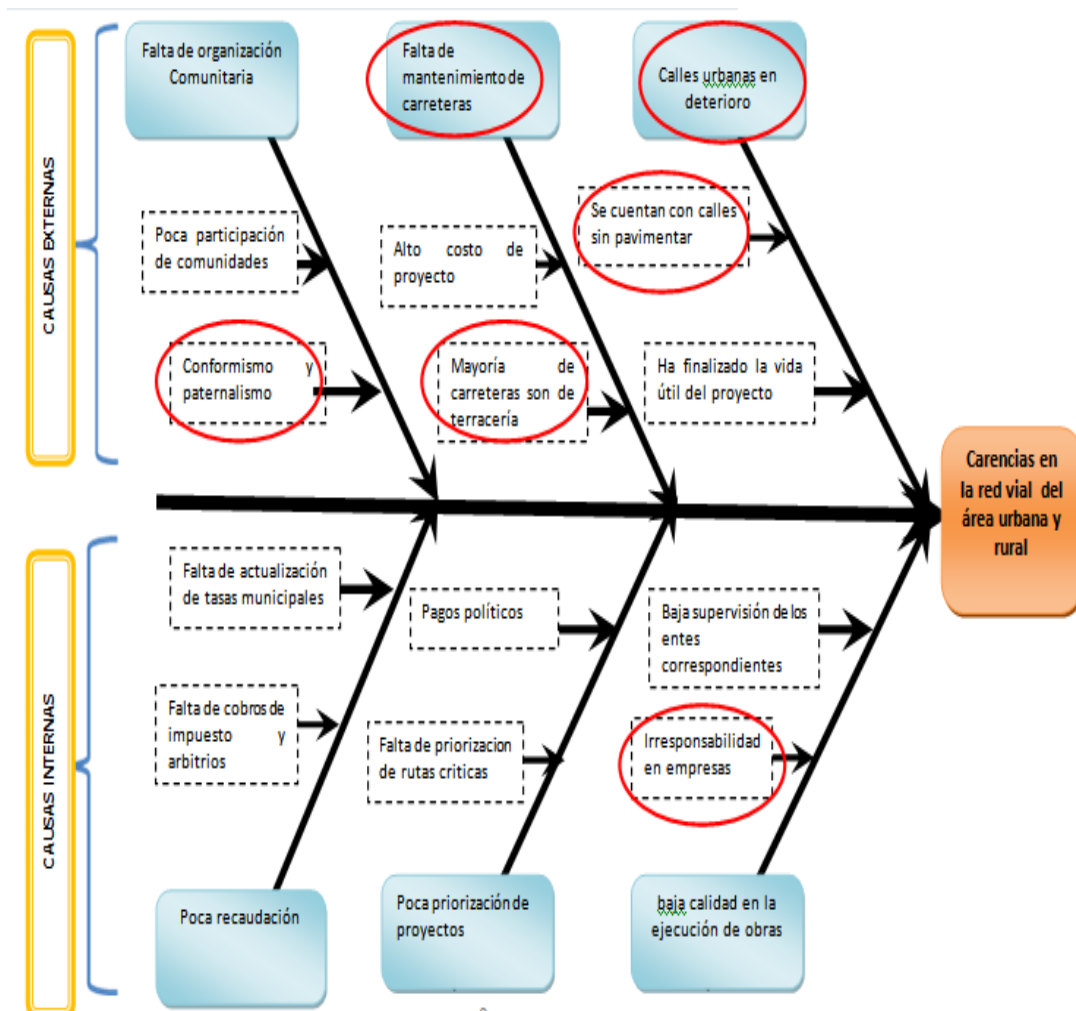 CAUSAS EXTERNAS
Falta de organización
Comunitaria
Falta de
mantenimiento de
carreteras
Calles urbanas en
deterioro
Poca participación
de comunidades
Alto costo de
proyecto
Se cuentan con calles
sin pavimentar
Conformismo y
paternalismo
Mayoría de
carreteras son de
terracería
Ha finalizado la vida
útil del proyecto
Carencias en
la red vial del
área urbana y
rural
CAUSAS INTERNAS
Falta de actualización
de tasas municipales
Pagos políticos
Baja supervisión de los
entes
correspondientes
Falta de cobros de
impuesto y
arbitrios
Falta de priorizacion
de rutas criticas
Irresponsabilidad
en empresas
Poca recaudación
Poca priorización de
proyectos
baja calidad en la
ejecución de obras